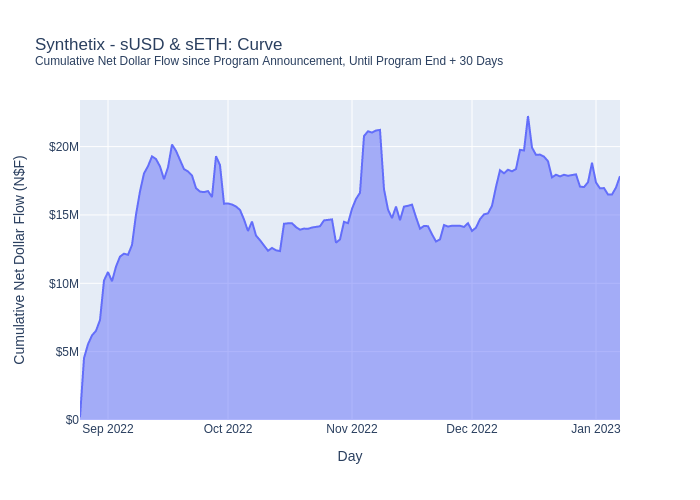 Synthetix - sUSD & sETH: Curve
Cumulative Net Dollar Flow since Program Announcement, Until Program End + 30 Days
Cumulative Net Dollar Flow (N$F)
$20M
$15M
$10M
$5M
$0
Sep 2022
Oct 2022
Nov 2022
Dec 2022
Jan 2023
Day